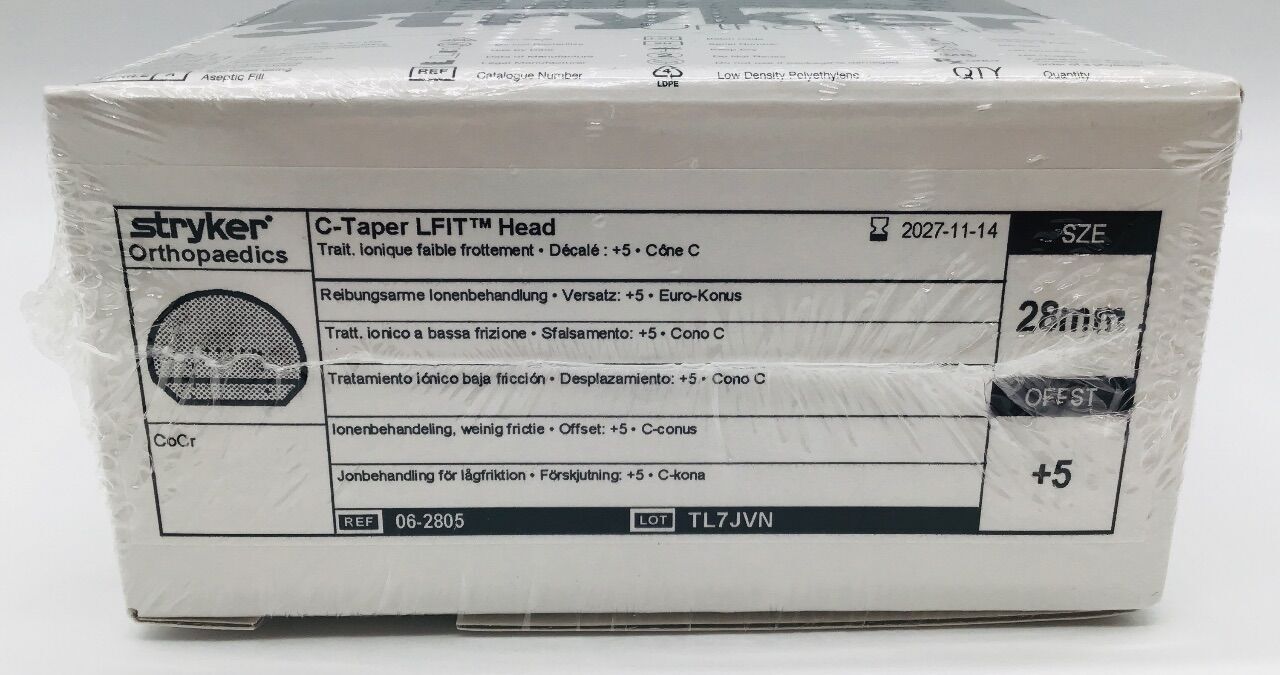 stryker
Aseptic Fill
REF
Catalogue Number
LDPE
Low Density Polyethylene
QTY
Quantity
stryker®
Orthopaedics
C-Taper LFIT™ Head
2027-11-14
Trait. ionique faible frottement • Décalé : +5 • Cône C
Reibungsarme Ionenbehandlung • Versatz: +5 • Euro-Konus
Tratt. ionico a bassa frizione • Sfalsamento: +5 • Cono C
Tratamiento iónico baja fricción • Desplazamiento: +5 • Cono C
Ionenbehandeling, weinig frictie • Offset: +5 • C-conus
Jonbehandling för lågfriktion • Förskjutning: +5 • C-kona
CoCr
SZE
28mm
OFFST
+5
REF 06-2805
LOT TL7JVN